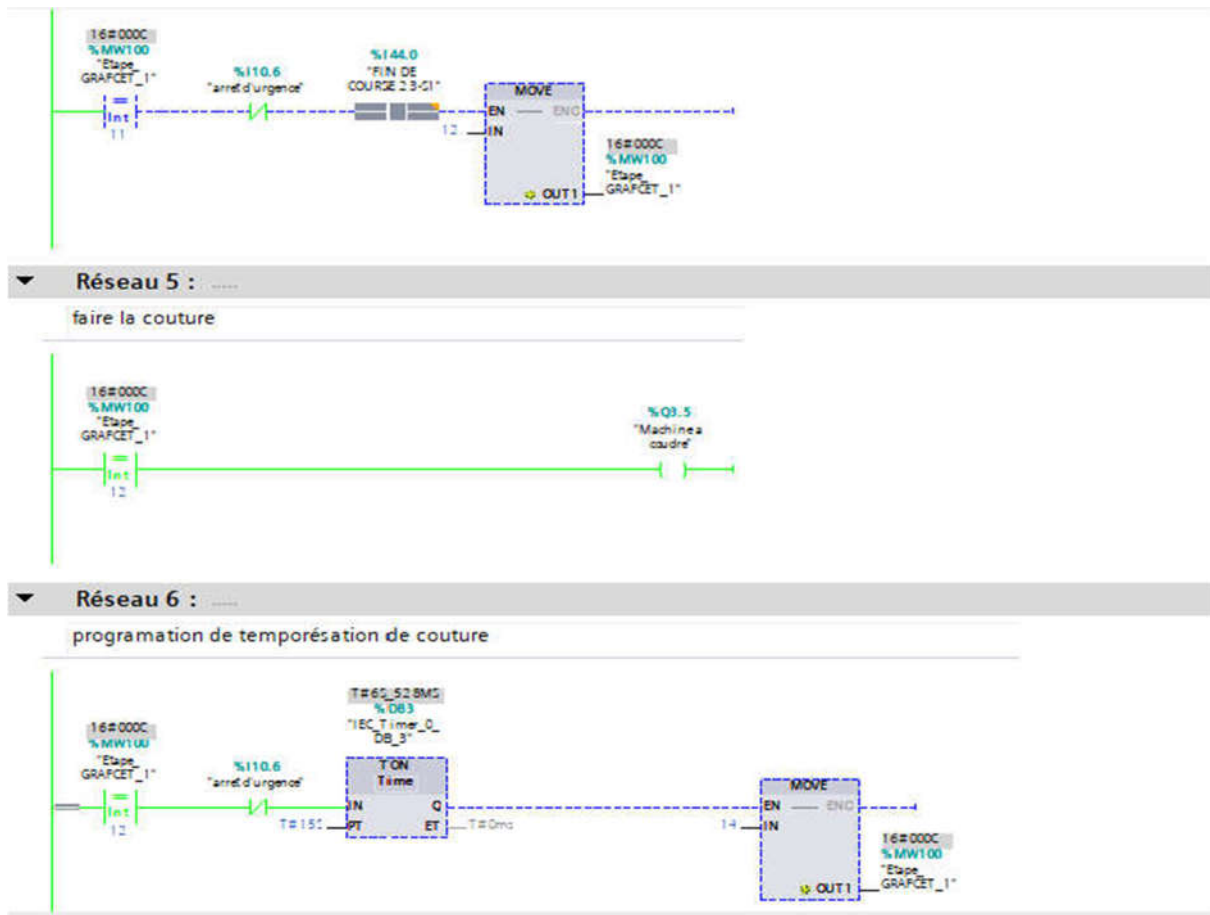 16#000C
%MW100
"Etape_
GRAFCET_1"
==
Int
11
%I10.6
"arret d'urgence"
%I44.0
"FIN DE
COURSE 2 3-S1"
MOVE
EN ENO
12 IN
OUT1
16#000C
%MW100
"Etape_
GRAFCET_1"
Réseau 5 : .....
faire la couture
16#000C
%MW100
"Etape_
GRAFCET_1"
==
Int
12
%Q3.5
"Machine a
coudre"
Réseau 6 : .....
programation de temporésation de couture
16#000C
%MW100
"Etape_
GRAFCET_1"
==
Int
12
%I10.6
"arret d'urgence"
T#6S_528MS
%DB3
"IEC_Timer_0_
DB_3"
TON
Time
IN Q
T#15S PT ET T#0ms
MOVE
EN ENO
14 IN
OUT1
16#000C
%MW100
"Etape_
GRAFCET_1"